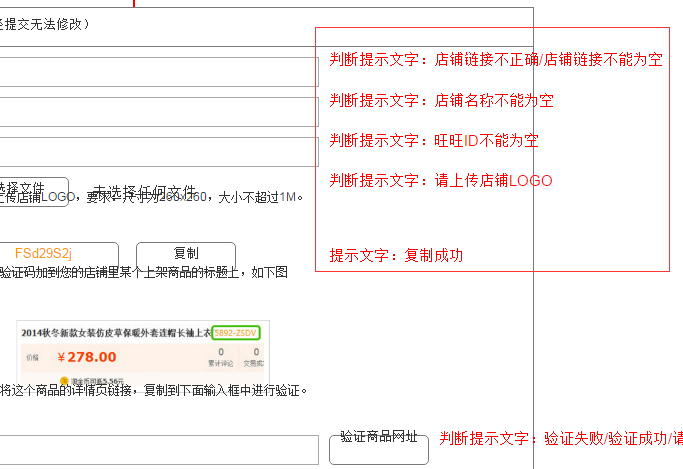 提交无法修改）
判断提示文字：店铺链接不正确/店铺链接不能为空
判断提示文字：店铺名称不能为空
判断提示文字：旺旺ID不能为空
判断提示文字：请上传店铺LOGO
选择文件 未选择任何文件
上传店铺LOGO，要求：尺寸为260x260，大小不超过1M。
FSd29S2j 复制 提示文字：复制成功
验证码加到您的店铺里某个上架商品的标题上，如下图
2014秋冬新款女装仿皮草保暖外套连帽长袖上衣5892-Z5DV
价格 ￥278.00 0 0
累计评论 交易成
将这个商品的详情页链接，复制到下面输入框中进行验证。
验证商品网址 判断提示文字：验证失败/验证成功/请